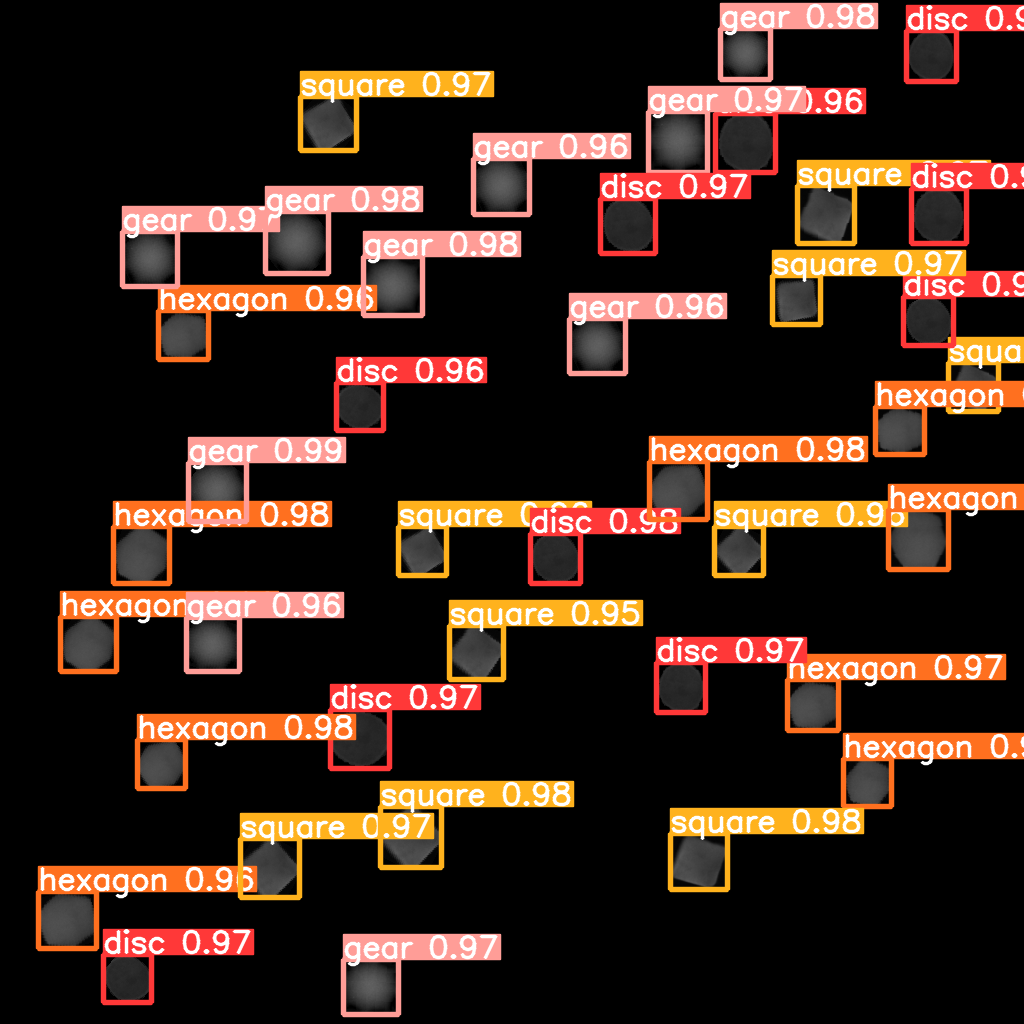 gear 0.98
disc 0.9
square 0.97
gear 0.97
0.96
gear 0.96
square
disc 0.9
disc 0.97
gear 0.98
gear 0.97
gear 0.98
square 0.97
disc 0.9
hexagon 0.96
gear 0.96
squa
disc 0.96
hexagon
gear 0.99
hexagon 0.98
hexagon
hexagon 0.98
square
disc 0.98
square 0.95
hexagon
gear 0.96
square 0.95
disc 0.97
hexagon 0.97
disc 0.97
hexagon 0.98
hexagon 0.9
square 0.98
square 0.98
square 0.97
hexagon 0.96
disc 0.97
gear 0.97